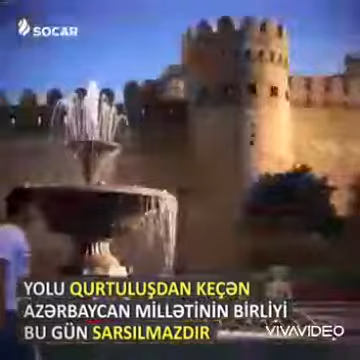 SOCAR
YOLU QURTULUŞDAN KEÇƏN
AZƏRBAYCAN MİLLƏTİNİN BİRLİYİ
BU GÜN SARSILMAZDIR
VIVAVIDEO